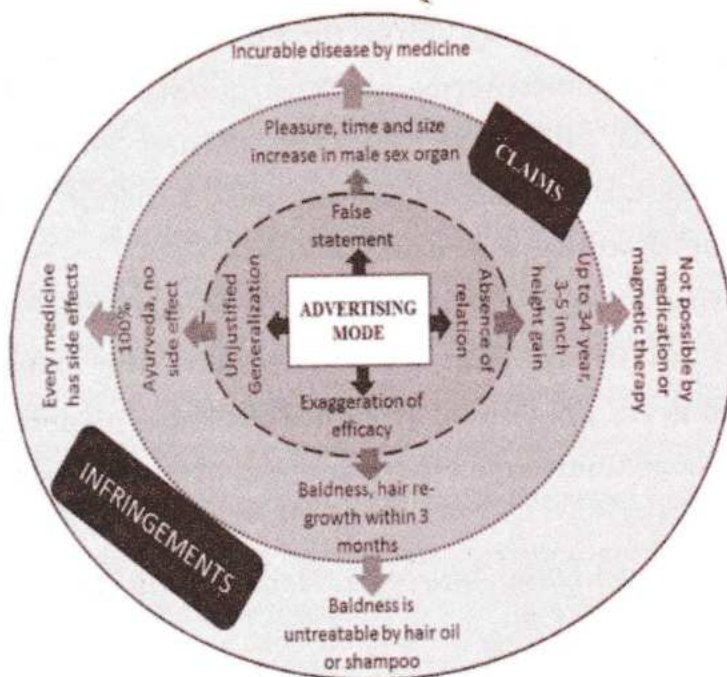 Incurable disease by medicine
Pleasure, time and size
increase in male sex organ
CLAIMS
False
statement
Every medicine
has side effects
100%
Ayurveda, no
side effect
Unjustified
Generalization
ADVERTISING
MODE
Absence of
relation
Up to 34 year,
3-5 inch
height gain
Not possible by
medication or
magnetic therapy
Exaggeration of
efficacy
Baldness, hair re-
growth within 3
months
INFRINGEMENTS
Baldness is
untreatable by hair oil
or shampoo